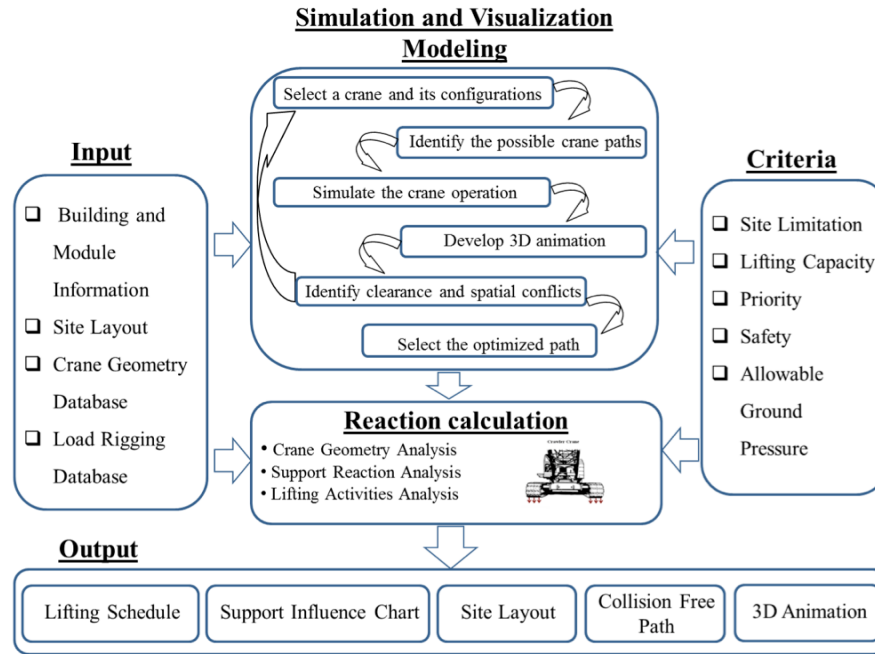 Simulation and Visualization
Modeling
Select a crane and its configurations
Identify the possible crane paths
Simulate the crane operation
Develop 3D animation
Identify clearance and spatial conflicts
Select the optimized path
Input
Building and
Module
Information
Site Layout
Crane Geometry
Database
Load Rigging
Database
Criteria
Site Limitation
Lifting Capacity
Priority
Safety
Allowable
Ground
Pressure
Reaction calculation
• Crane Geometry Analysis
• Support Reaction Analysis
• Lifting Activities Analysis
Crawler Crane
Output
Lifting Schedule
Support Influence Chart
Site Layout
Collision Free
Path
3D Animation